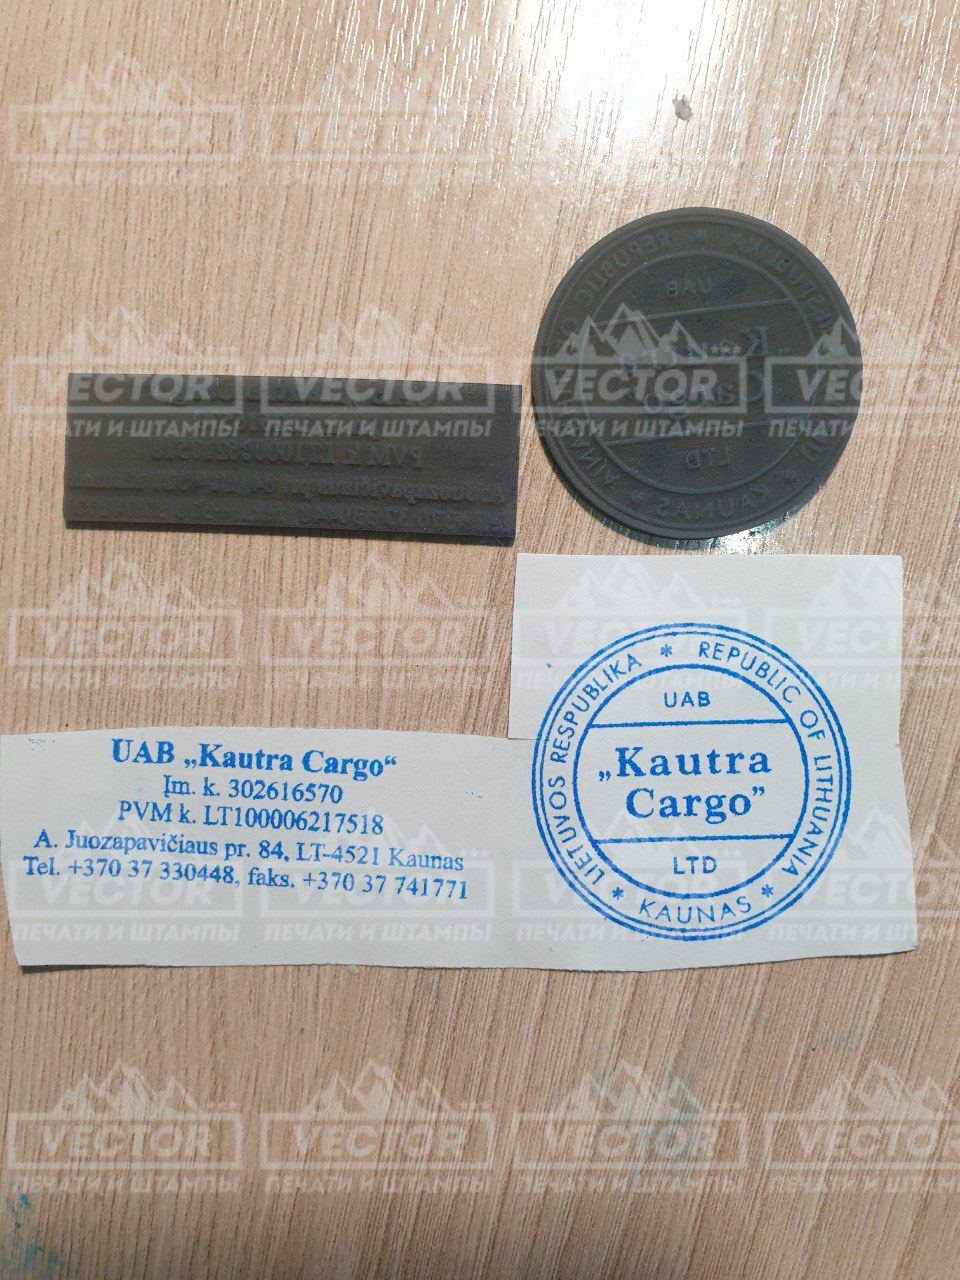 VECTOR
ПЕЧАТИ И ШТАМПЫ
UAB „Kautra Cargo“
Įm. k. 302616570
PVM k. LT100006217518
A. Juozapavičiaus pr. 84, LT-4521 Kaunas
Tel. +370 37 330448, faks. +370 37 741771
LIETUVOS RESPUBLIKA * REPUBLIC OF LITHUANIA * KAUNAS *
UAB
„Kautra
Cargo”
LTD